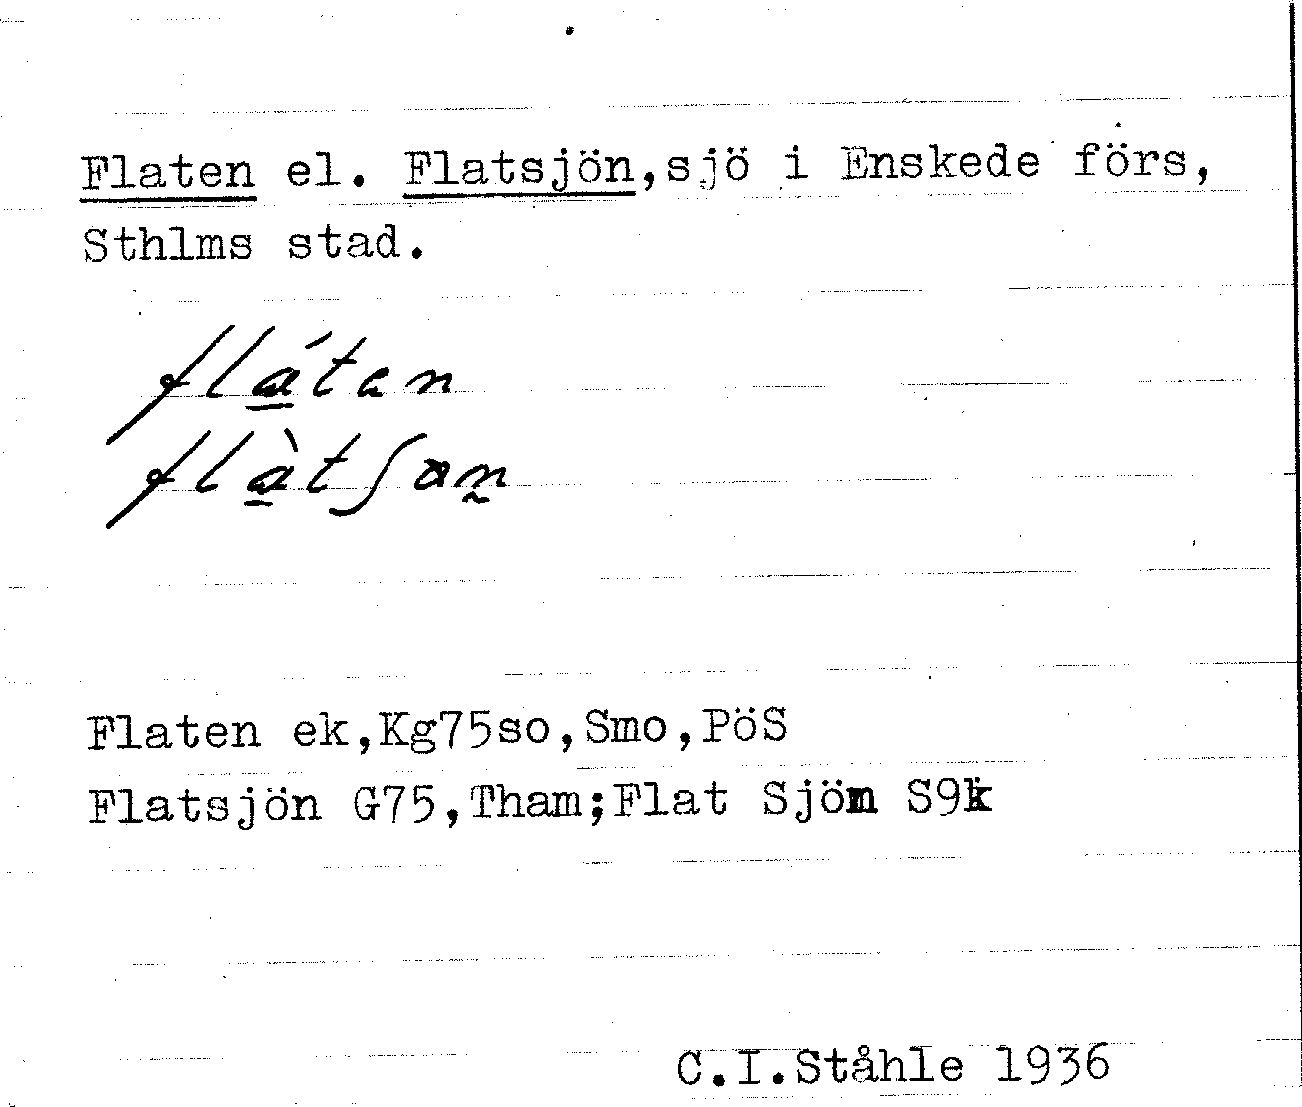 Flaten el. Flatsjön,sjö i Enskede förs,
Sthlms stad.
fláten
Flaten ek,Kg75so,Smo,PöS
Flatsjön G75,Tham;Flat Sjön S9k
C.I.Ståhle 1936